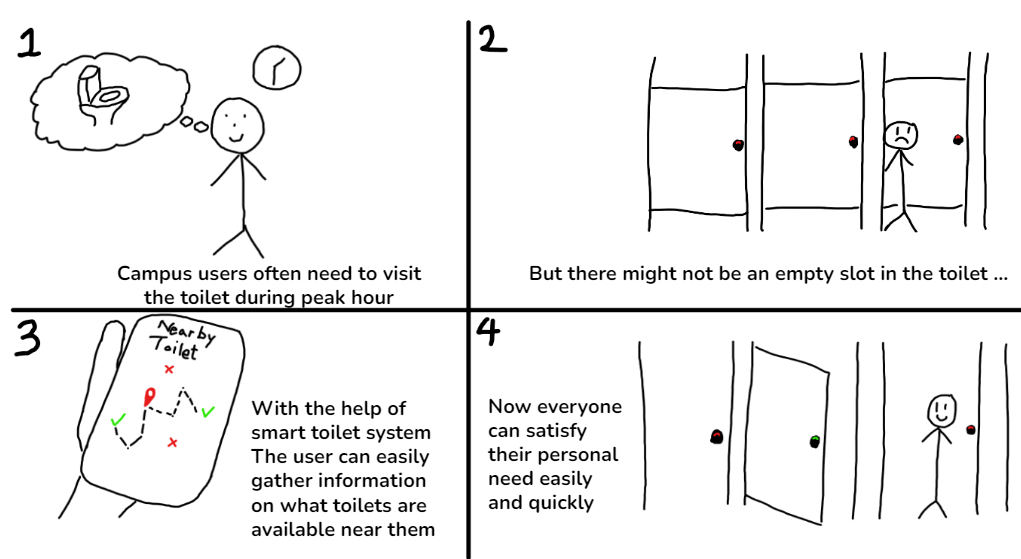 1
Campus users often need to visit
the toilet during peak hour
2
But there might not be an empty slot in the toilet ...
3
Nearby
Toilet
With the help of
smart toilet system
The user can easily
gather information
on what toilets are
available near them
4
Now everyone
can satisfy
their personal
need easily
and quickly